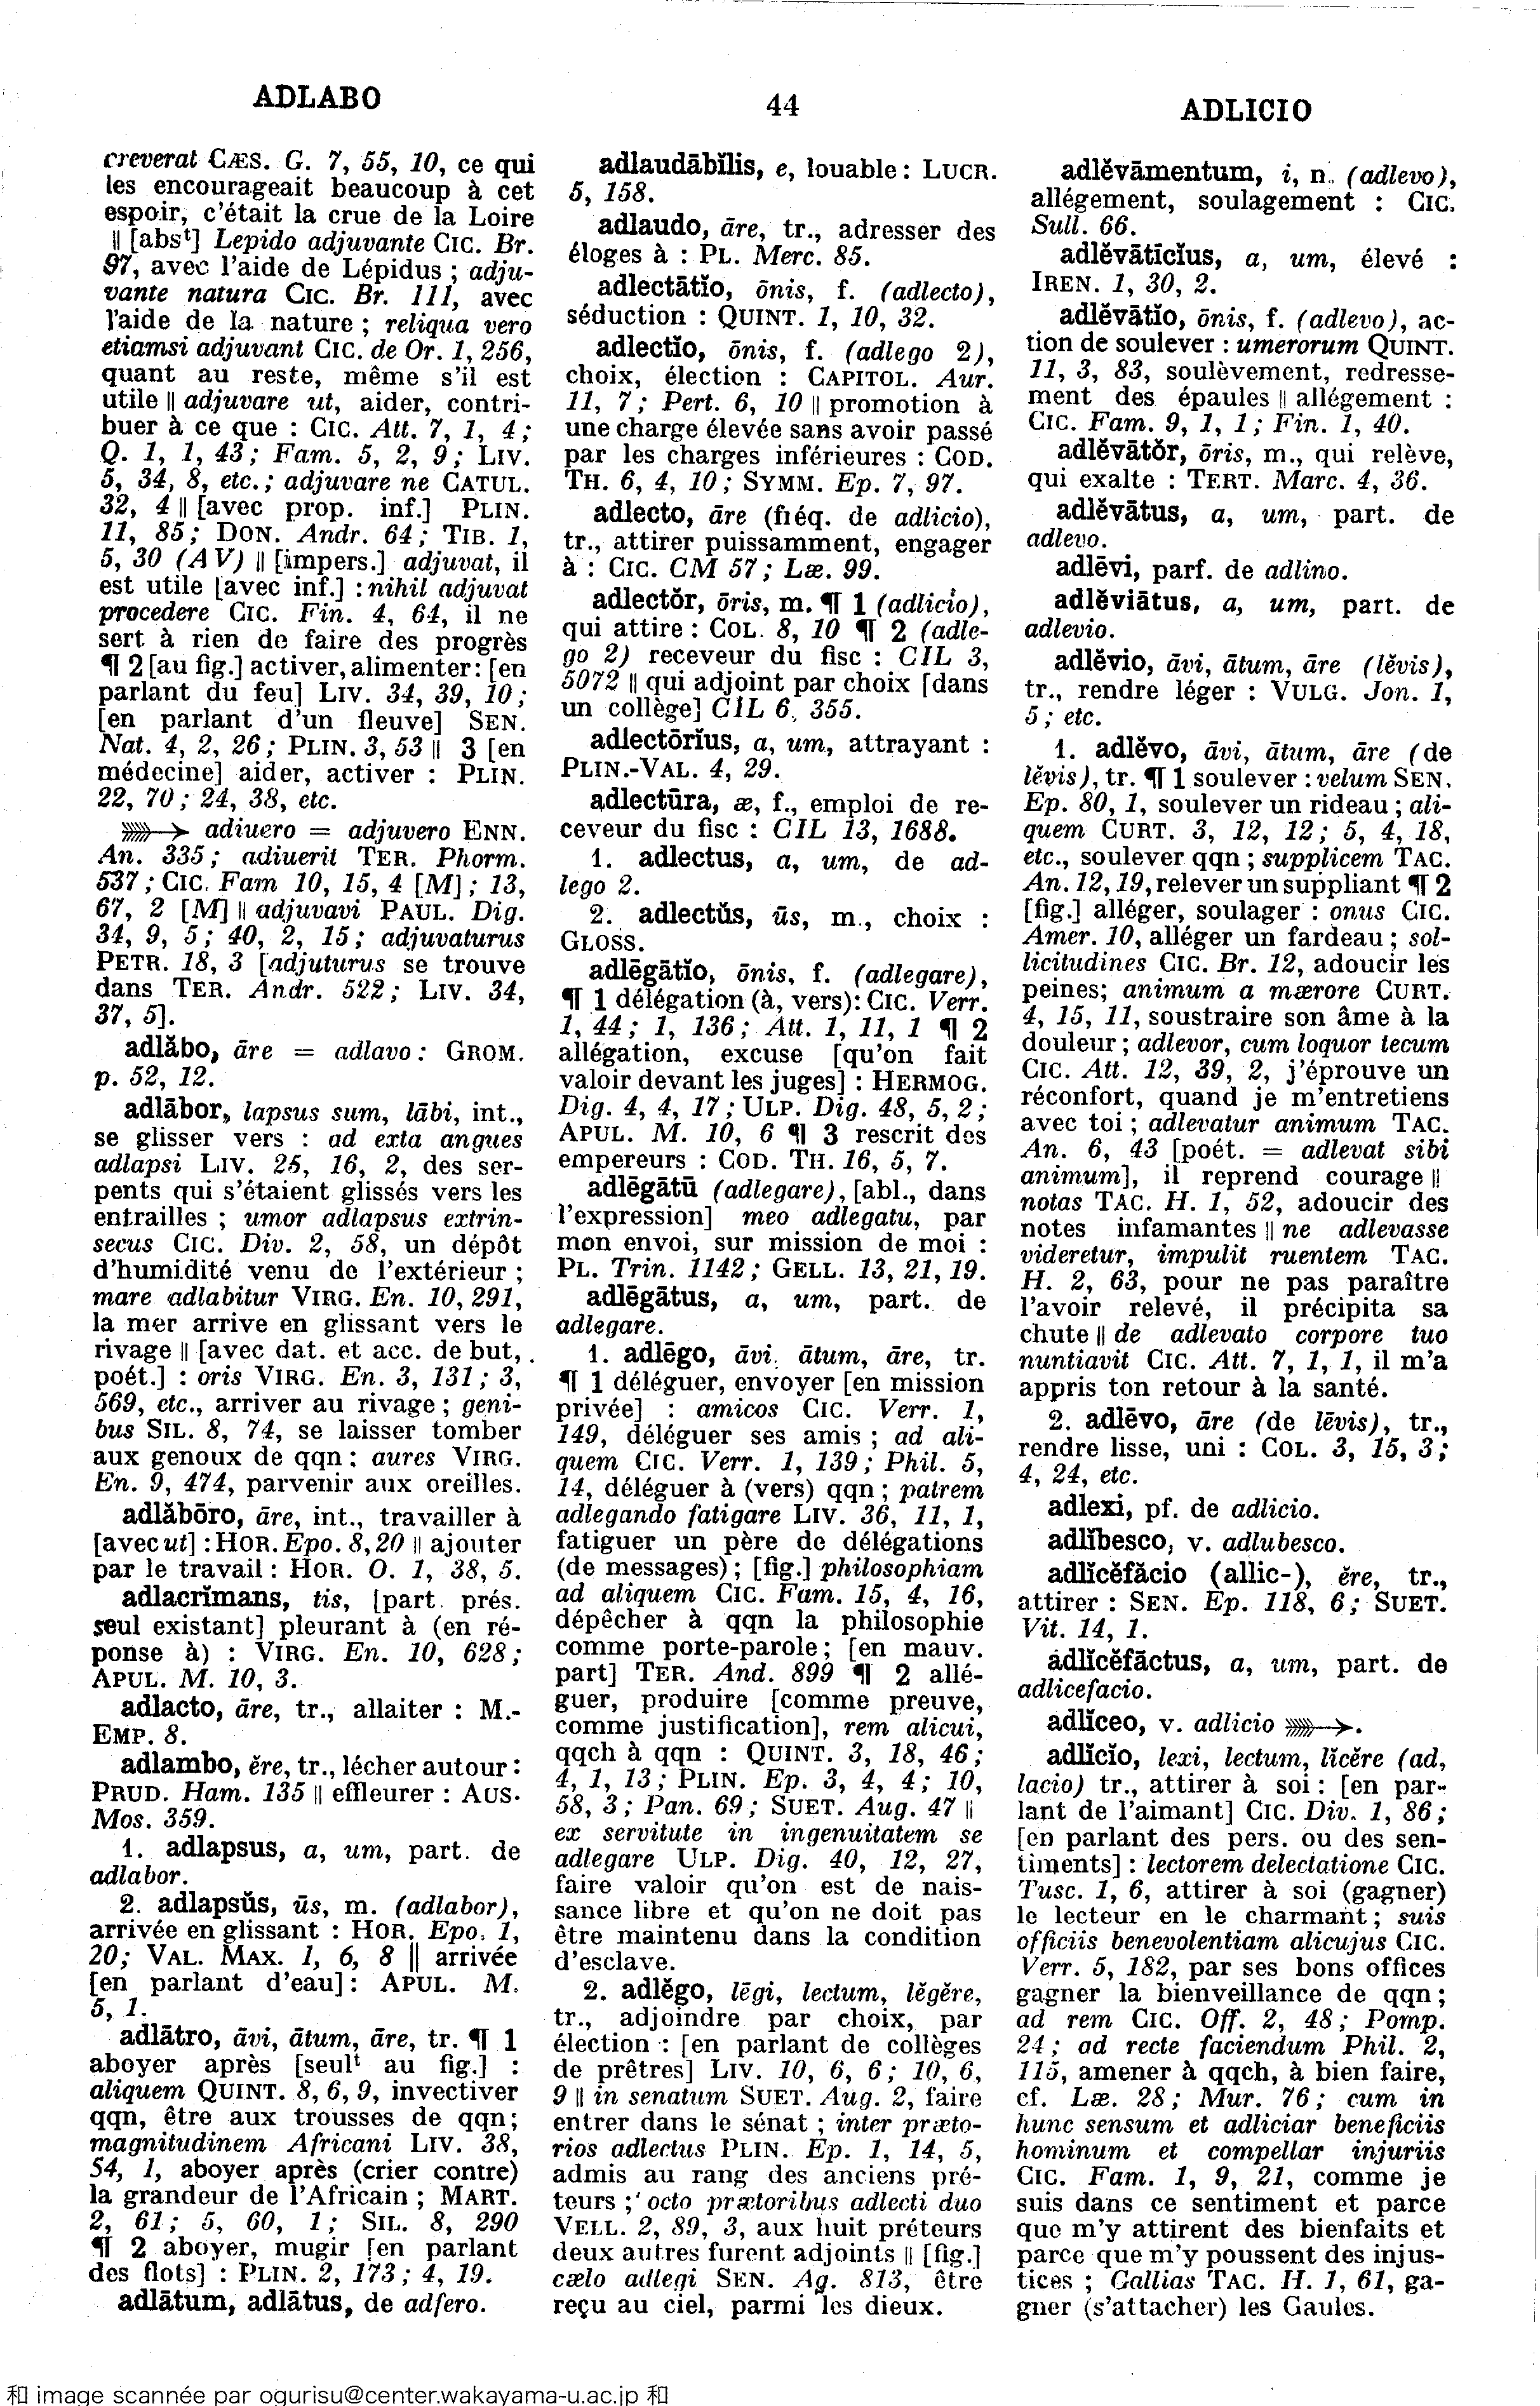 ADLABO
44
ADLICIO
creverat CÆS. G. 7, 55, 10, ce qui
les encourageait beaucoup à cet
espoir, c'était la crue de la Loire
|| [absᵗ] Lepido adjuvante CIC. Br.
97, avec l'aide de Lépidus ; adju-
vante natura CIC. Br. 111, avec
l'aide de la nature ; reliqua vero
etiamsi adjuvant CIC. de Or. 1, 256,
quant au reste, même s'il est
utile || adjuvare ut, aider, contri-
buer à ce que : CIC. Att. 7, 1, 4 ;
Q. 1, 1, 43 ; Fam. 5, 2, 9 ; LIV.
5, 34, 8, etc. ; adjuvare ne CATUL.
32, 4 || [avec prop. inf.] PLIN.
11, 85 ; DON. Andr. 64 ; TIB. 1,
5, 30 (A V) || [impers.] adjuvat, il
est utile [avec inf.] : nihil adjuvat
procedere CIC. Fin. 4, 64, il ne
sert à rien de faire des progrès
¶ 2 [au fig.] activer, alimenter : [en
parlant du feu] LIV. 34, 39, 10 ;
[en parlant d'un fleuve] SEN.
Nat. 4, 2, 26 ; PLIN. 3, 53 || 3 [en
médecine] aider, activer : PLIN.
22, 70 ; 24, 38, etc.
➳ adiuero = adjuvero ENN.
An. 335 ; adiuerit TER. Phorm.
537 ; CIC. Fam 10, 15, 4 [M] ; 13,
67, 2 [M] || adjuvavi PAUL. Dig.
34, 9, 5 ; 40, 2, 15 ; adjuvaturus
PETR. 18, 3 [adjuturus se trouve
dans TER. Andr. 522 ; LIV. 34,
37, 5].
adlăbo, āre = adlavo : GROM.
p. 52, 12.
adlābor, lapsus sum, lābi, int.,
se glisser vers : ad exta angues
adlapsi LIV. 25, 16, 2, des ser-
pents qui s'étaient glissés vers les
entrailles ; umor adlapsus extrin-
secus CIC. Div. 2, 58, un dépôt
d'humidité venu de l'extérieur ;
mare adlabitur VIRG. En. 10, 291,
la mer arrive en glissant vers le
rivage || [avec dat. et acc. de but,
poét.] : oris VIRG. En. 3, 131 ; 3,
569, etc., arriver au rivage ; geni-
bus SIL. 8, 74, se laisser tomber
aux genoux de qqn ; aures VIRG.
En. 9, 474, parvenir aux oreilles.
adlăbōro, āre, int., travailler à
[avec ut] : HOR. Epo. 8, 20 || ajouter
par le travail : HOR. O. 1, 38, 5.
adlacrĭmans, tis, [part. prés.
seul existant] pleurant à (en ré-
ponse à) : VIRG. En. 10, 628 ;
APUL. M. 10, 3.
adlacto, āre, tr., allaiter : M.-
EMP. 8.
adlambo, ĕre, tr., lécher autour :
PRUD. Ham. 135 || effleurer : AUS.
Mos. 359.
1. adlapsus, a, um, part. de
adlabor.
2. adlapsŭs, ūs, m. (adlabor),
arrivée en glissant : HOR. Epo. 1,
20; VAL. MAX. 1, 6, 8 || arrivée
[en parlant d'eau] : APUL. M.
5, 1.
adlātro, āvi, ātum, āre, tr. ¶ 1
aboyer après [seulᵗ au fig.] :
aliquem QUINT. 8, 6, 9, invectiver
qqn, être aux trousses de qqn;
magnitudinem Africani LIV. 38,
54, 1, aboyer après (crier contre)
la grandeur de l'Africain ; MART.
2, 61 ; 5, 60, 1 ; SIL. 8, 290
¶ 2 aboyer, mugir [en parlant
des flots] : PLIN. 2, 173 ; 4, 19.
adlātum, adlātus, de adfero.
adlaudābĭlis, e, louable : LUCR.
5, 158.
adlaudo, āre, tr., adresser des
éloges à : PL. Merc. 85.
adlectātĭo, ōnis, f. (adlecto),
séduction : QUINT. 1, 10, 32.
adlectĭo, ōnis, f. (adlego 2),
choix, élection : CAPITOL. Aur.
11, 7 ; Pert. 6, 10 || promotion à
une charge élevée sans avoir passé
par les charges inférieures : COD.
TH. 6, 4, 10 ; SYMM. Ep. 7, 97.
adlecto, āre (fréq. de adlicio),
tr., attirer puissamment, engager
à : CIC. CM 57 ; Læ. 99.
adlectŏr, ōris, m. ¶ 1 (adlicio),
qui attire : COL. 8, 10 ¶ 2 (adle-
go 2) receveur du fisc : CIL 3,
5072 || qui adjoint par choix [dans
un collège] CIL 6, 355.
adlectōrĭus, a, um, attrayant :
PLIN.-VAL. 4, 29.
adlectūra, æ, f., emploi de re-
ceveur du fisc : CIL 13, 1688.
1. adlectus, a, um, de ad-
lego 2.
2. adlectŭs, ūs, m., choix :
GLOSS.
adlēgātĭo, ōnis, f. (adlegare),
¶ 1 délégation (à, vers) : CIC. Verr.
1, 44 ; 1, 136 ; Att. 1, 11, 1 ¶ 2
allégation, excuse [qu'on fait
valoir devant les juges] : HERMOG.
Dig. 4, 4, 17 ; ULP. Dig. 48, 5, 2 ;
APUL. M. 10, 6 ¶ 3 rescrit des
empereurs : COD. TH. 16, 5, 7.
adlēgātū (adlegare), [abl., dans
l'expression] meo adlegatu, par
mon envoi, sur mission de moi :
PL. Trin. 1142 ; GELL. 13, 21, 19.
adlēgātus, a, um, part. de
adlegare.
1. adlēgo, āvi, ātum, āre, tr.
¶ 1 déléguer, envoyer [en mission
privée] : amicos CIC. Verr. 1,
149, déléguer ses amis ; ad ali-
quem CIC. Verr. 1, 139 ; Phil. 5,
14, déléguer à (vers) qqn ; patrem
adlegando fatigare LIV. 36, 11, 1,
fatiguer un père de délégations
(de messages) ; [fig.] philosophiam
ad aliquem CIC. Fam. 15, 4, 16,
dépêcher à qqn la philosophie
comme porte-parole ; [en mauv.
part] TER. And. 899 ¶ 2 allé-
guer, produire [comme preuve,
comme justification], rem alicui,
qqch à qqn : QUINT. 3, 18, 46 ;
4, 1, 13 ; PLIN. Ep. 3, 4, 4 ; 10,
58, 3 ; Pan. 69 ; SUET. Aug. 47 ||
ex servitute in ingenuitatem se
adlegare ULP. Dig. 40, 12, 27,
faire valoir qu'on est de nais-
sance libre et qu'on ne doit pas
être maintenu dans la condition
d'esclave.
2. adlĕgo, lēgi, lectum, lĕgĕre,
tr., adjoindre par choix, par
élection : [en parlant de collèges
de prêtres] LIV. 10, 6, 6 ; 10, 6,
9 || in senatum SUET. Aug. 2, faire
entrer dans le sénat ; inter præto-
rios adlectus PLIN. Ep. 1, 14, 5,
admis au rang des anciens pré-
teurs ; octo prætoribus adlecti duo
VELL. 2, 89, 3, aux huit préteurs
deux autres furent adjoints || [fig.]
cælo adlegi SEN. Ag. 813, être
reçu au ciel, parmi les dieux.
adlĕvāmentum, i, n. (adlevo),
allégement, soulagement : CIC.
Sull. 66.
adlĕvātīcĭus, a, um, élevé :
IREN. 1, 30, 2.
adlĕvātĭo, ōnis, f. (adlevo), ac-
tion de soulever : umerorum QUINT.
11, 3, 83, soulèvement, redresse-
ment des épaules || allégement :
CIC. Fam. 9, 1, 1 ; Fin. 1, 40.
adlĕvātŏr, ōris, m., qui relève,
qui exalte : TERT. Marc. 4, 36.
adlĕvātus, a, um, part. de
adlevo.
adlēvi, parf. de adlino.
adlĕviātus, a, um, part. de
adlevio.
adlĕvio, āvi, ātum, āre (lĕvis),
tr., rendre léger : VULG. Jon. 1,
5 ; etc.
1. adlĕvo, āvi, ātum, āre (de
lĕvis), tr. ¶ 1 soulever : velum SEN.
Ep. 80, 1, soulever un rideau ; ali-
quem CURT. 3, 12, 12 ; 5, 4, 18,
etc., soulever qqn ; supplicem TAC.
An. 12, 19, relever un suppliant ¶ 2
[fig.] alléger, soulager : onus CIC.
Amer. 10, alléger un fardeau ; sol-
licitudines CIC. Br. 12, adoucir les
peines; animum a mærore CURT.
4, 15, 11, soustraire son âme à la
douleur ; adlevor, cum loquor tecum
CIC. Att. 12, 39, 2, j'éprouve un
réconfort, quand je m'entretiens
avec toi ; adlevatur animum TAC.
An. 6, 43 [poét. = adlevat sibi
animum], il reprend courage ||
notas TAC. H. 1, 52, adoucir des
notes infamantes || ne adlevasse
videretur, impulit ruentem TAC.
H. 2, 63, pour ne pas paraître
l'avoir relevé, il précipita sa
chute || de adlevato corpore tuo
nuntiavit CIC. Att. 7, 1, 1, il m'a
appris ton retour à la santé.
2. adlēvo, āre (de lēvis), tr.,
rendre lisse, uni : COL. 3, 15, 3 ;
4, 24, etc.
adlexi, pf. de adlicio.
adlĭbesco, v. adlubesco.
adlĭcĕfăcio (allic-), ĕre, tr.,
attirer : SEN. Ep. 118, 6 ; SUET.
Vit. 14, 1.
adlĭcĕfāctus, a, um, part. de
adlicefacio.
adlĭceo, v. adlicio ➳.
adlĭcĭo, lexi, lectum, lĭcĕre (ad,
lacio) tr., attirer à soi : [en par-
lant de l'aimant] CIC. Div. 1, 86 ;
[en parlant des pers. ou des sen-
timents] : lectorem delectatione CIC.
Tusc. 1, 6, attirer à soi (gagner)
le lecteur en le charmant ; suis
officiis benevolentiam alicujus CIC.
Verr. 5, 182, par ses bons offices
gagner la bienveillance de qqn ;
ad rem CIC. Off. 2, 48 ; Pomp.
24 ; ad recte faciendum Phil. 2,
115, amener à qqch, à bien faire,
cf. Læ. 28 ; Mur. 76 ; cum in
hunc sensum et adliciar beneficiis
hominum et compellar injuriis
CIC. Fam. 1, 9, 21, comme je
suis dans ce sentiment et parce
que m'y attirent des bienfaits et
parce que m'y poussent des injus-
tices ; Gallias TAC. H. 1, 61, ga-
gner (s'attacher) les Gaules.
和 image scannée par ogurisu@center.wakayama-u.ac.jp 和